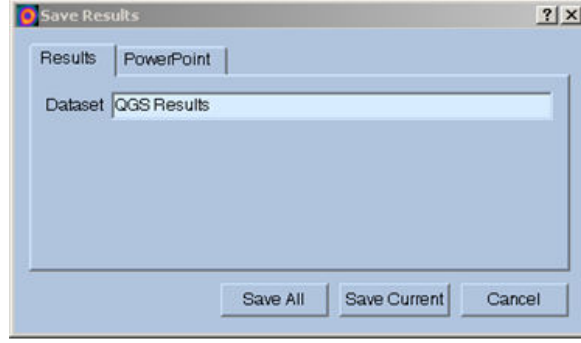 Save Results
Results PowerPoint
Dataset QGS Results
Save All Save Current Cancel